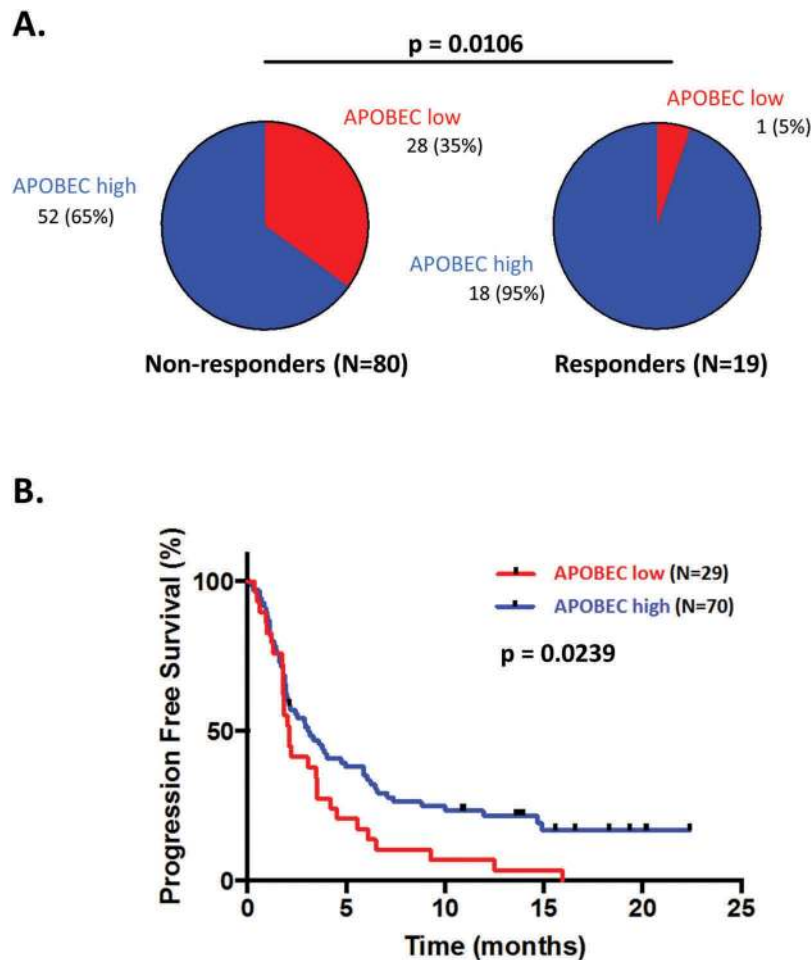 A.
p = 0.0106
APOBEC low
28 (35%)
APOBEC high
52 (65%)
Non-responders (N=80)
APOBEC low
1 (5%)
APOBEC high
18 (95%)
Responders (N=19)
B.
Progression Free Survival (%)
100
50
0
APOBEC low (N=29)
APOBEC high (N=70)
p = 0.0239
0 5 10 15 20 25
Time (months)